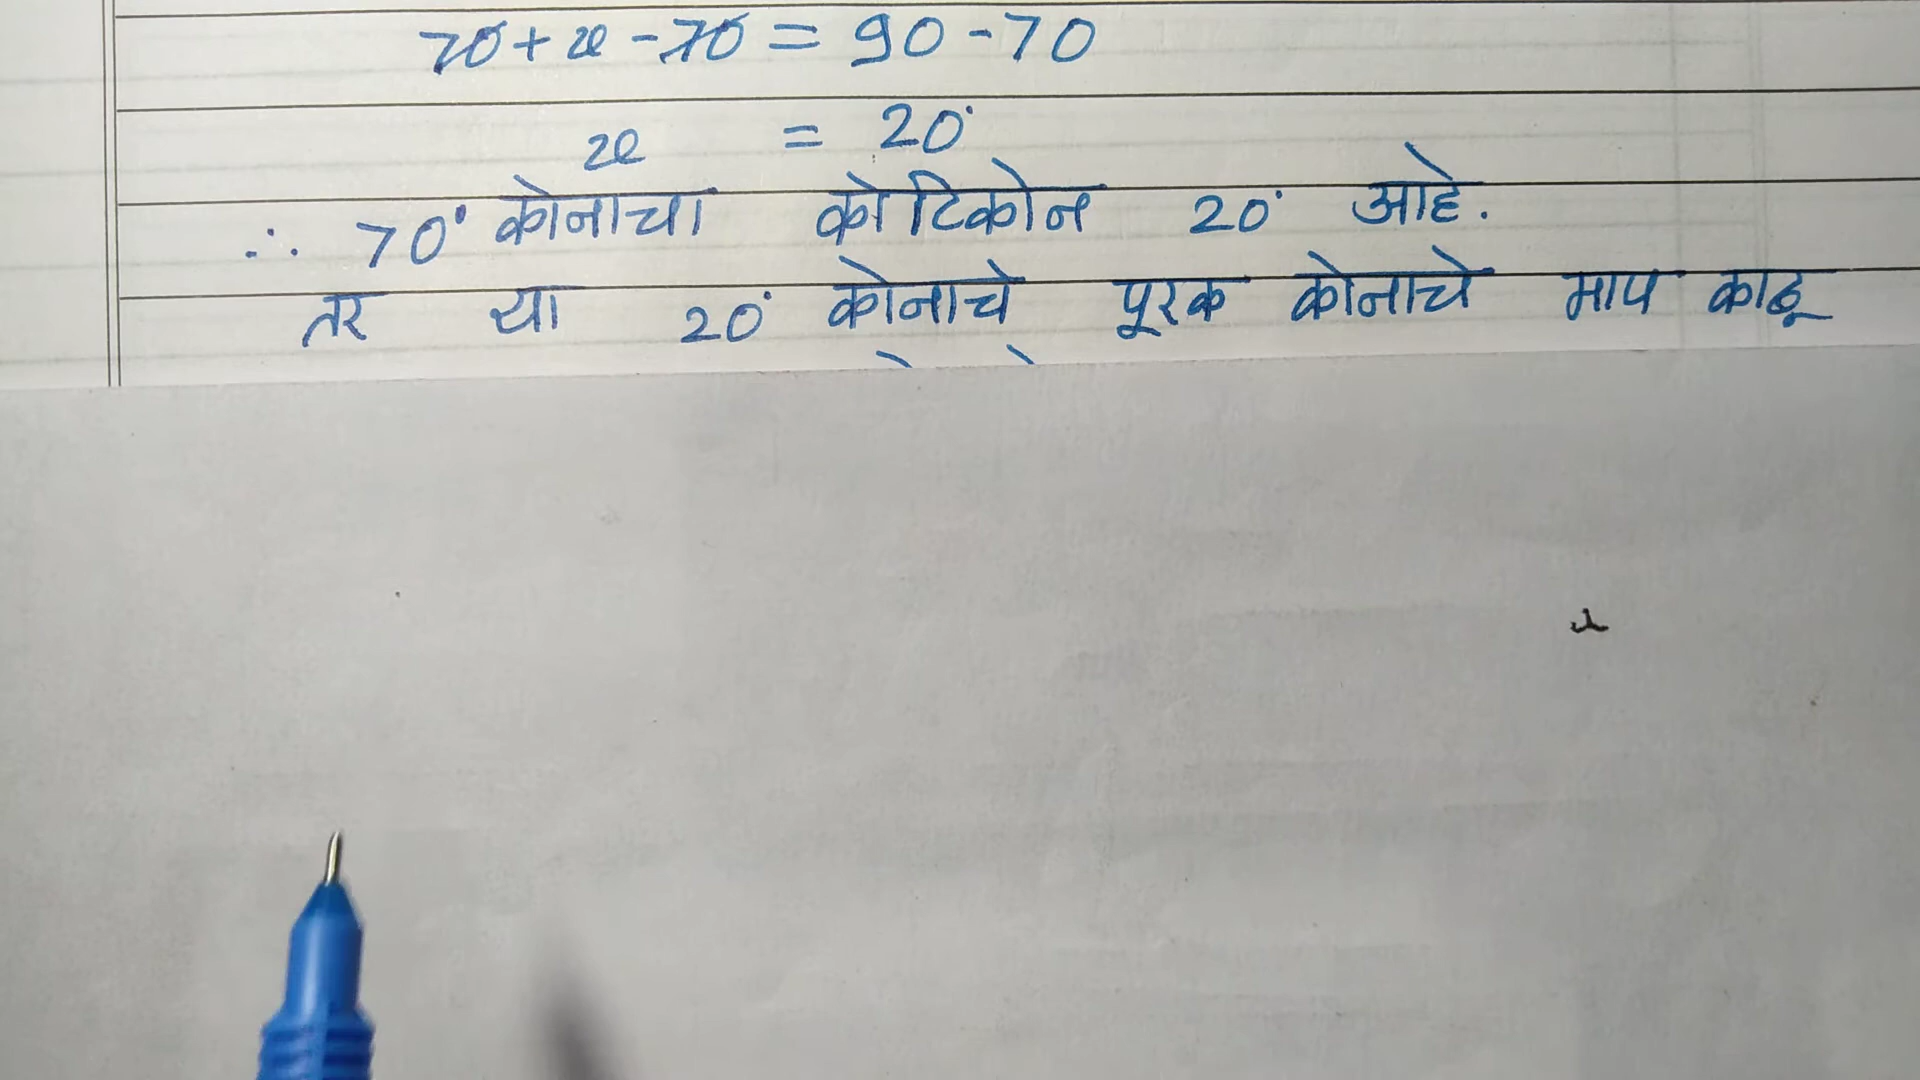 70 + x - 70 = 90 - 70
x = 20°
∴ 70° कोनाचा कोटिकोन 20° आहे.
तर या 20° कोनाचे पूरक कोनाचे माप काढू